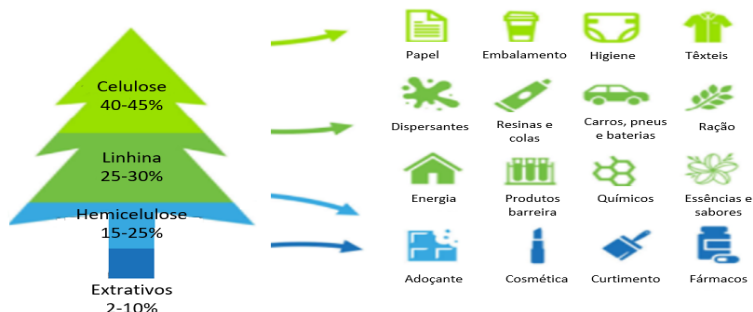 Celulose
40-45%
Linhina
25-30%
Hemicelulose
15-25%
Extrativos
2-10%
Papel
Embalamento
Higiene
Têxteis
Dispersantes
Resinas e
colas
Carros, pneus
e baterias
Ração
Energia
Produtos
barreira
Químicos
Essências e
sabores
Adoçante
Cosmética
Curtimento
Fármacos